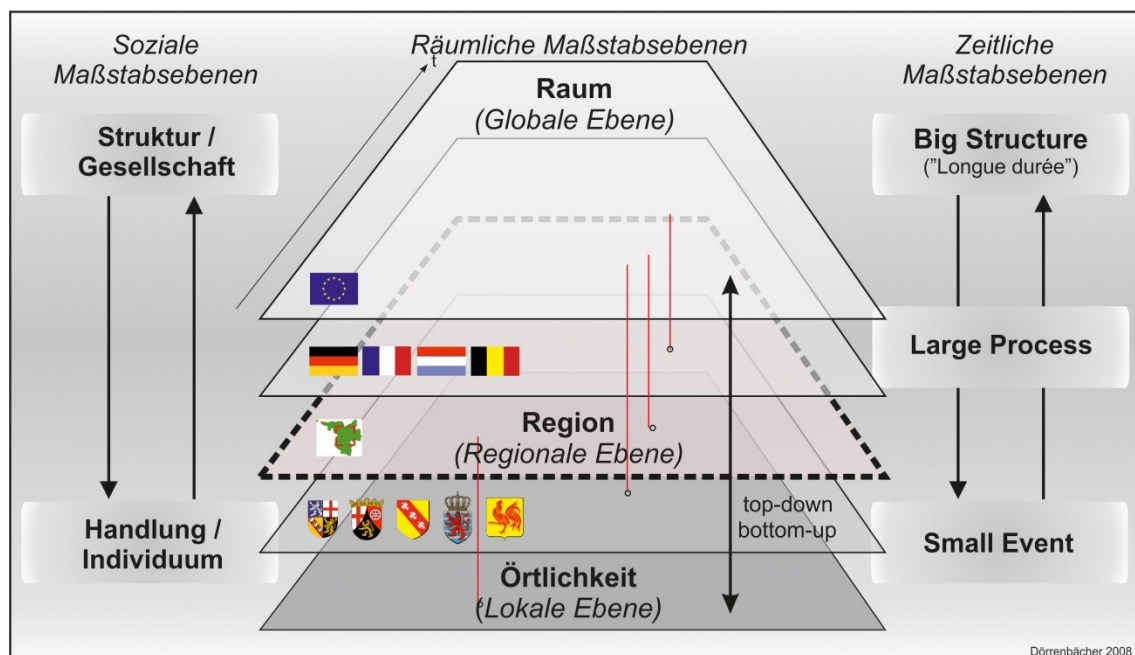 Soziale
Maßstabsebenen
Struktur /
Gesellschaft
Handlung /
Individuum
Räumliche Maßstabsebenen
t
Raum
(Globale Ebene)
Region
(Regionale Ebene)
top-down
bottom-up
Örtlichkeit
(Lokale Ebene)
Zeitliche
Maßstabsebenen
Big Structure
("Longue durée")
Large Process
Small Event
Dörrenbächer 2008